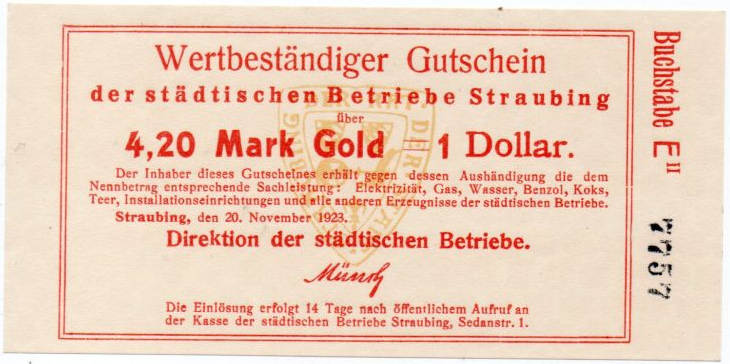 Wertbeständiger Gutschein
der städtischen Betriebe Straubing
über
4,20 Mark Gold = 1 Dollar.
Der Inhaber dieses Gutscheines erhält gegen dessen Aushändigung die dem
Nennbetrag entsprechende Sachleistung: Elektrizität, Gas, Wasser, Benzol, Koks,
Teer, Installationseinrichtungen und alle anderen Erzeugnisse der städtischen Betriebe.
Straubing, den 20. November 1923.
Direktion der städtischen Betriebe.
Die Einlösung erfolgt 14 Tage nach öffentlichem Aufruf an
der Kasse der städtischen Betriebe Straubing, Sedanstr. 1.
Buchstabe E II
7757